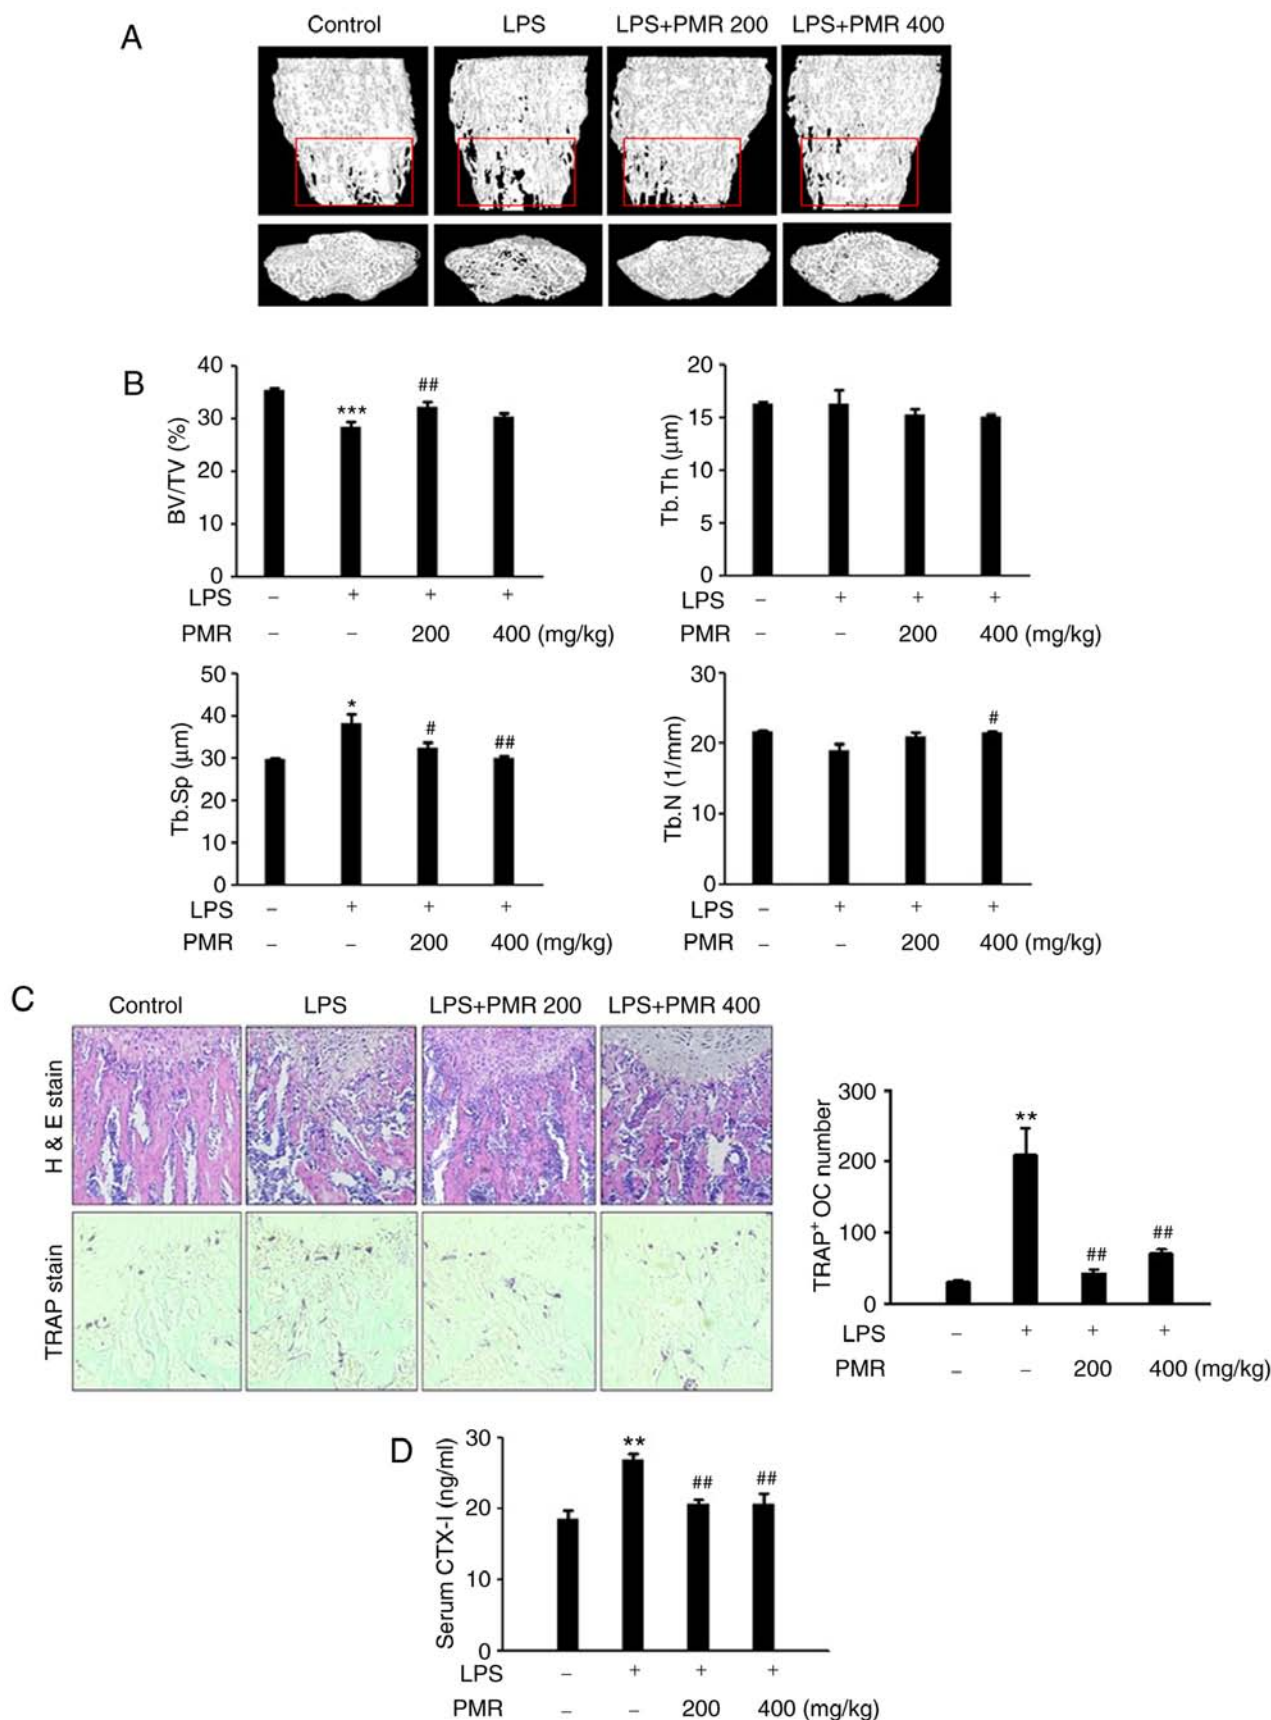 A
Control LPS LPS+PMR 200 LPS+PMR 400
B
BV/TV (%)
40
30
20
10
0
***
##
LPS – + + +
PMR – – 200 400 (mg/kg)
Tb.Th (μm)
20
15
10
5
0
LPS – + + +
PMR – – 200 400 (mg/kg)
Tb.Sp (μm)
50
40
30
20
10
0
*
#
##
LPS – + + +
PMR – – 200 400 (mg/kg)
Tb.N (1/mm)
30
20
10
0
#
LPS – + + +
PMR – – 200 400 (mg/kg)
C
Control LPS LPS+PMR 200 LPS+PMR 400
H & E stain
TRAP stain
TRAP⁺ OC number
300
200
100
0
**
##
##
LPS – + + +
PMR – – 200 400 (mg/kg)
D
Serum CTX-I (ng/ml)
30
20
10
0
**
##
##
LPS – + + +
PMR – – 200 400 (mg/kg)